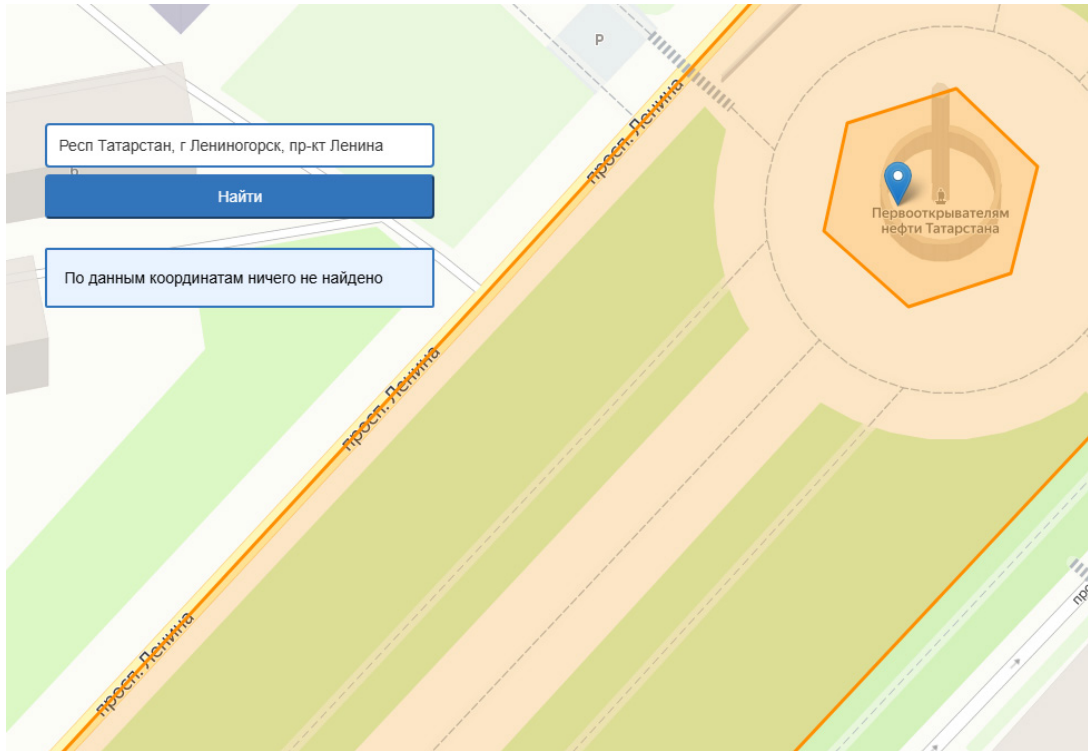 P
просп. Ленина
Респ Татарстан, г Лениногорск, пр-кт Ленина
Найти
Первооткрывателям
нефти Татарстана
По данным координатам ничего не найдено
просп. Ленина
просп. Ленина